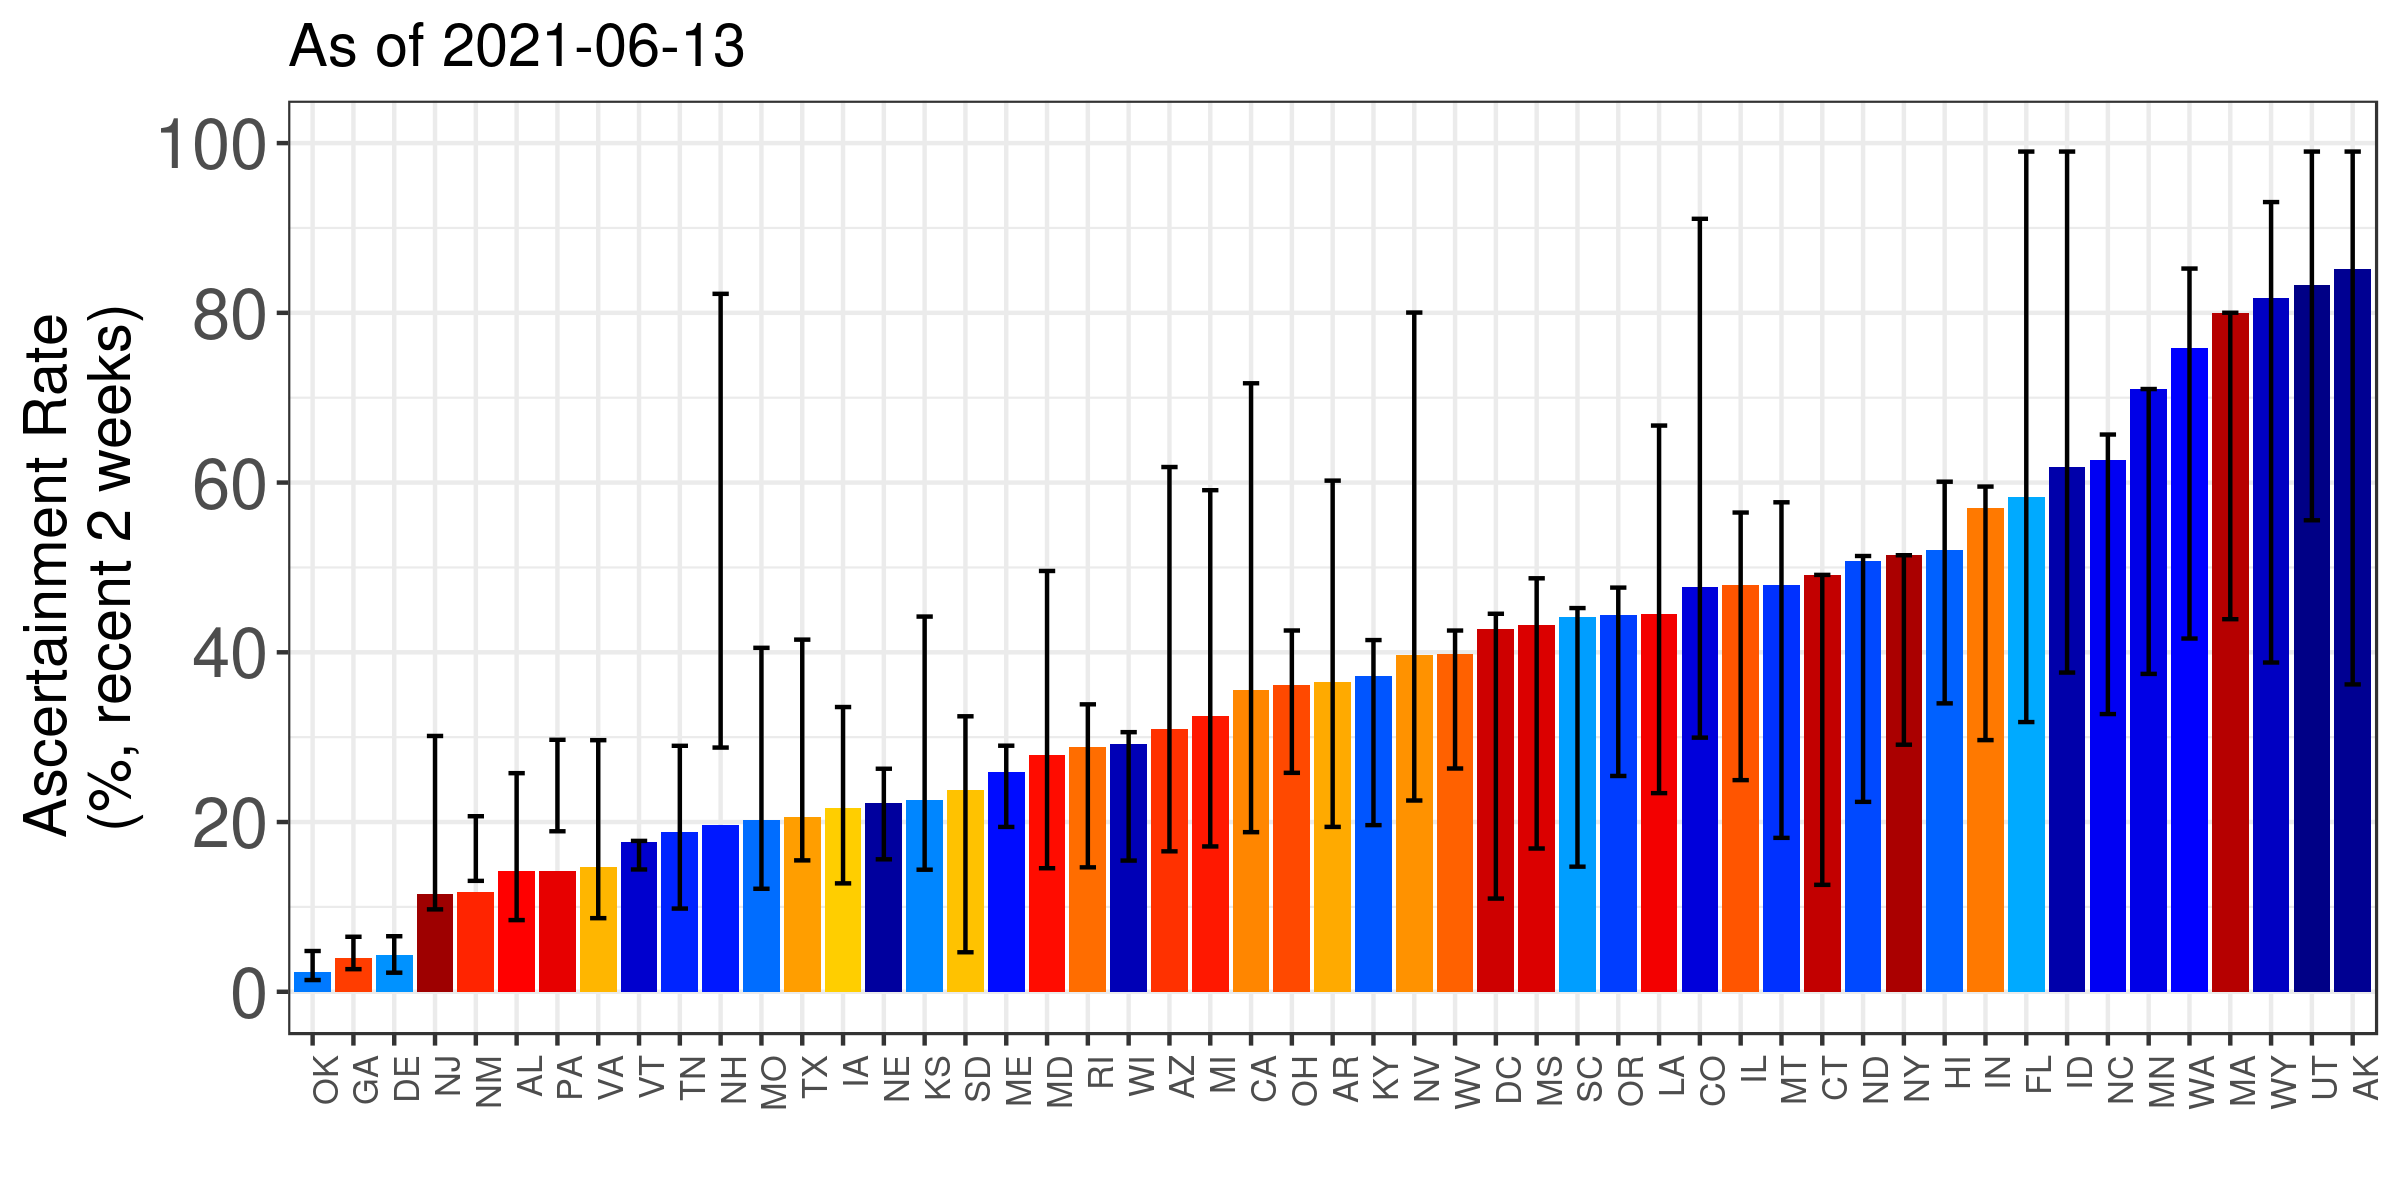 As of 2021-06-13
Ascertainment Rate
(%, recent 2 weeks)
100
80
60
40
20
0
OK GA DE NJ NM AL PA VA VT TN NH MO TX IA NE KS SD ME MD RI WI AZ MI CA OH AR KY NV WV DC MS SC OR LA CO IL MT CT ND NY HI IN FL ID NC MN WA MA WY UT AK